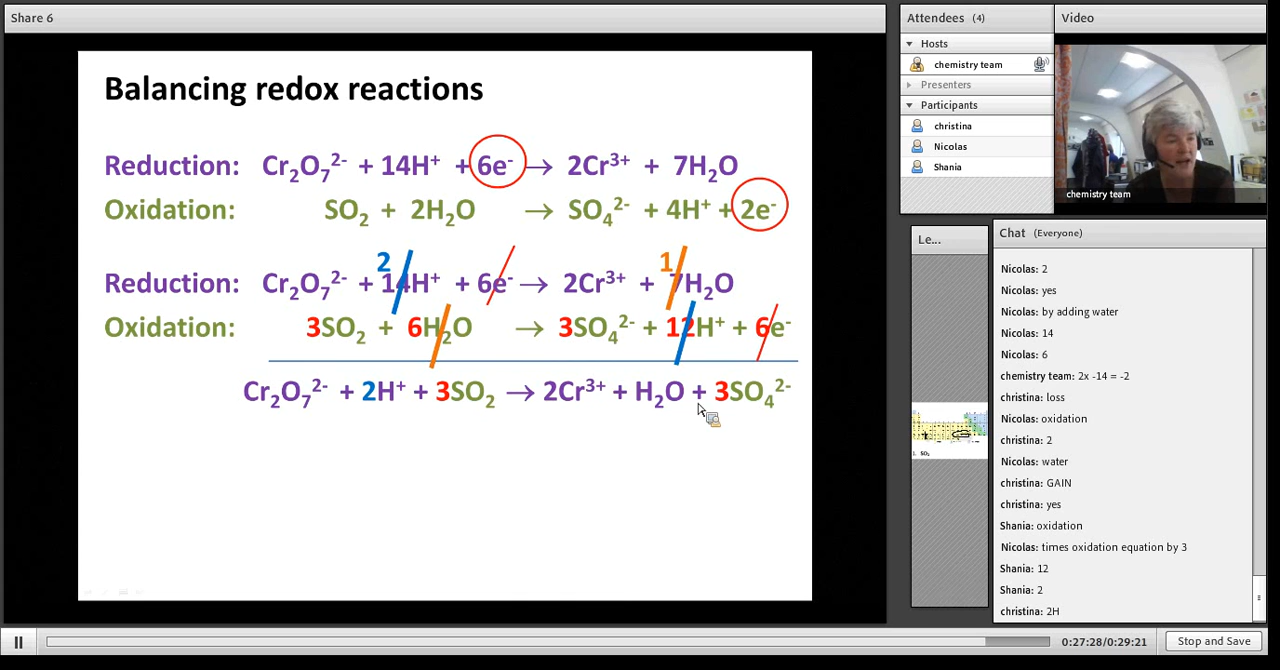 Share 6
Balancing redox reactions
Reduction: Cr₂O₇²⁻ + 14H⁺ + 6e⁻ → 2Cr³⁺ + 7H₂O
Oxidation: SO₂ + 2H₂O → SO₄²⁻ + 4H⁺ + 2e⁻
2 1
Reduction: Cr₂O₇²⁻ + 14H⁺ + 6e⁻ → 2Cr³⁺ + 7H₂O
Oxidation: 3SO₂ + 6H₂O → 3SO₄²⁻ + 12H⁺ + 6e⁻
Cr₂O₇²⁻ + 2H⁺ + 3SO₂ → 2Cr³⁺ + H₂O + 3SO₄²⁻
Attendees (4)
Hosts
chemistry team
Presenters
Participants
christina
Nicolas
Shania
Video
chemistry team
Le...
Chat (Everyone)
Nicolas: 2
Nicolas: yes
Nicolas: by adding water
Nicolas: 14
Nicolas: 6
chemistry team: 2x -14 = -2
christina: loss
Nicolas: oxidation
christina: 2
Nicolas: water
christina: GAIN
christina: yes
Shania: oxidation
Nicolas: times oxidation equation by 3
Shania: 12
Shania: 2
christina: 2H
0:27:28/0:29:21
Stop and Save